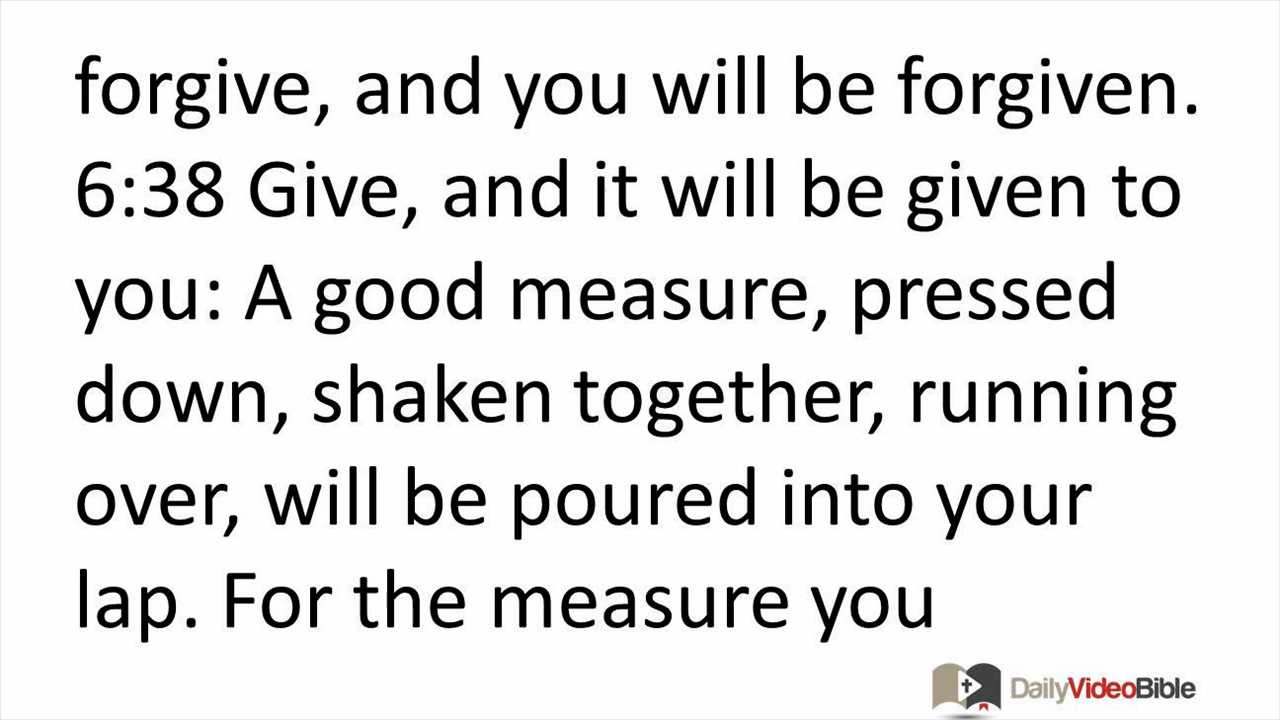 forgive, and you will be forgiven.
6:38 Give, and it will be given to
you: A good measure, pressed
down, shaken together, running
over, will be poured into your
lap. For the measure you
DailyVideoBible